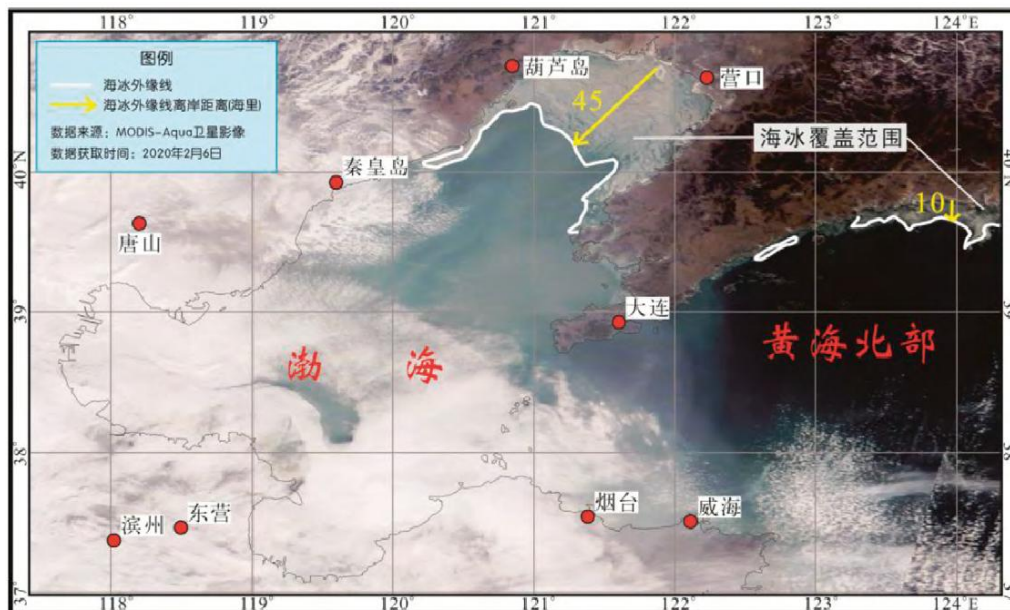 118° 119° 120° 121° 122° 123° 124°E
图例
海冰外缘线
海冰外缘线离岸距离(海里)
数据来源：MODIS-Aqua卫星影像
数据获取时间：2020年2月6日
葫芦岛
营口
45
海冰覆盖范围
40°N
秦皇岛
10
唐山
39°
大连
39°
渤海
黄海北部
38°
38°
烟台
威海
滨州
东营
37°
37°
118° 119° 120° 121° 122° 123° 124°E